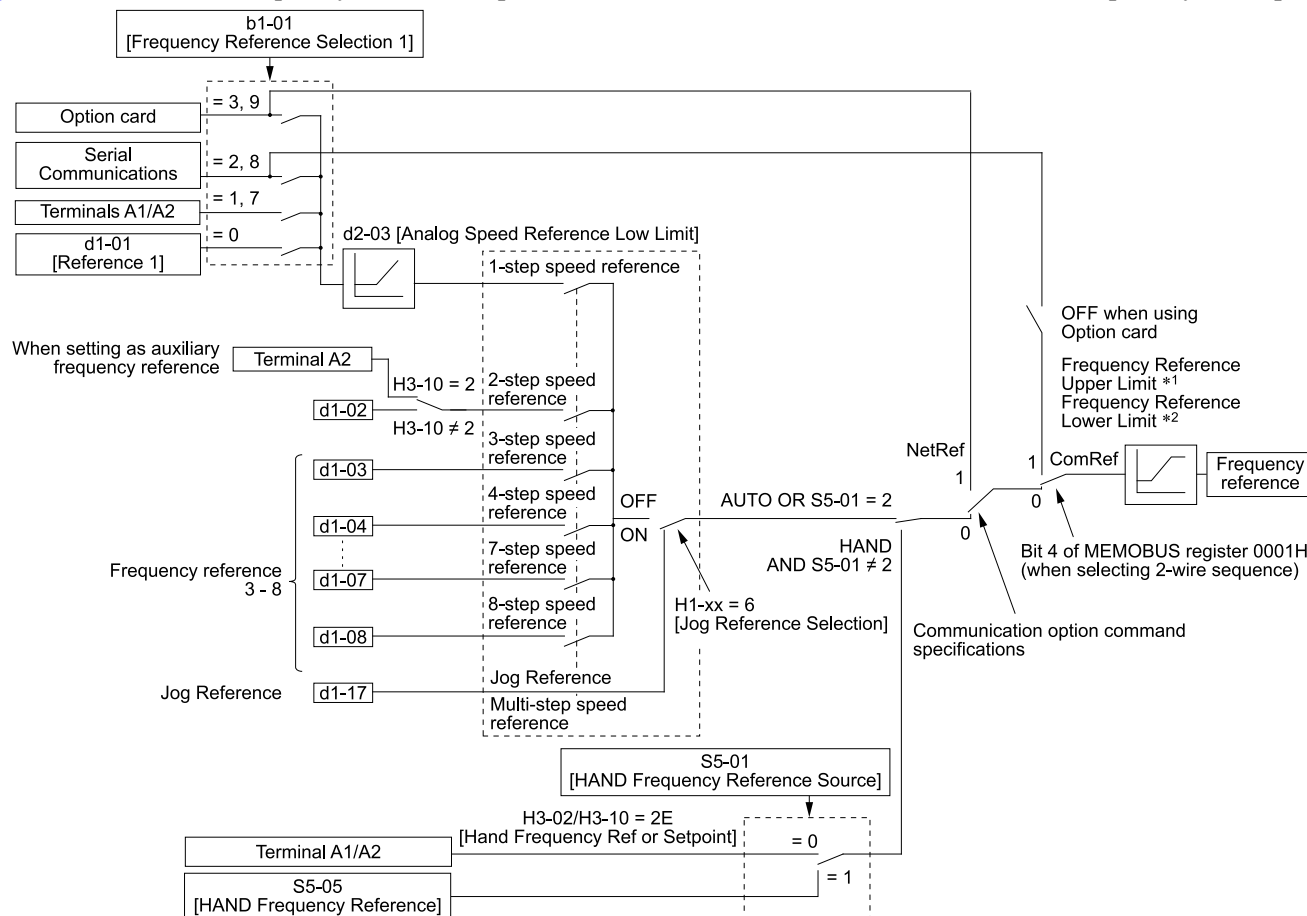 b1-01
[Frequency Reference Selection 1]
Option card
= 3, 9
Serial
Communications
= 2, 8
Terminals A1/A2
= 1, 7
d1-01
[Reference 1]
= 0
d2-03 [Analog Speed Reference Low Limit]
1-step speed reference
When setting as auxiliary
frequency reference
Terminal A2
H3-10 = 2
d1-02
H3-10 ≠ 2
2-step speed
reference
3-step speed
reference
d1-03
4-step speed
reference
d1-04
7-step speed
reference
d1-07
8-step speed
reference
d1-08
Frequency reference
3 - 8
Jog Reference
d1-17
Jog Reference
Multi-step speed
reference
OFF
ON
H1-xx = 6
[Jog Reference Selection]
AUTO OR S5-01 = 2
HAND
AND S5-01 ≠ 2
NetRef
1
0
Communication option command
specifications
OFF when using
Option card
Frequency Reference
Upper Limit *1
Frequency Reference
Lower Limit *2
1
ComRef
0
Frequency
reference
Bit 4 of MEMOBUS register 0001H
(when selecting 2-wire sequence)
S5-01
[HAND Frequency Reference Source]
H3-02/H3-10 = 2E
[Hand Frequency Ref or Setpoint]
Terminal A1/A2
= 0
= 1
S5-05
[HAND Frequency Reference]